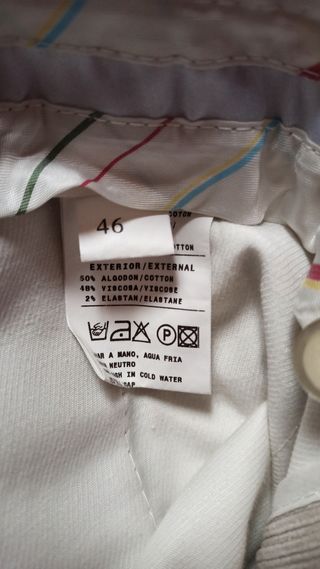 46
COTTON
EXTERIOR/EXTERNAL
50% ALGODON/COTTON
48% VISCOSA/VISCOSE
2% ELASTAN/ELASTANE
P
A MANO, AGUA FRIA
NEUTRO
IN COLD WATER